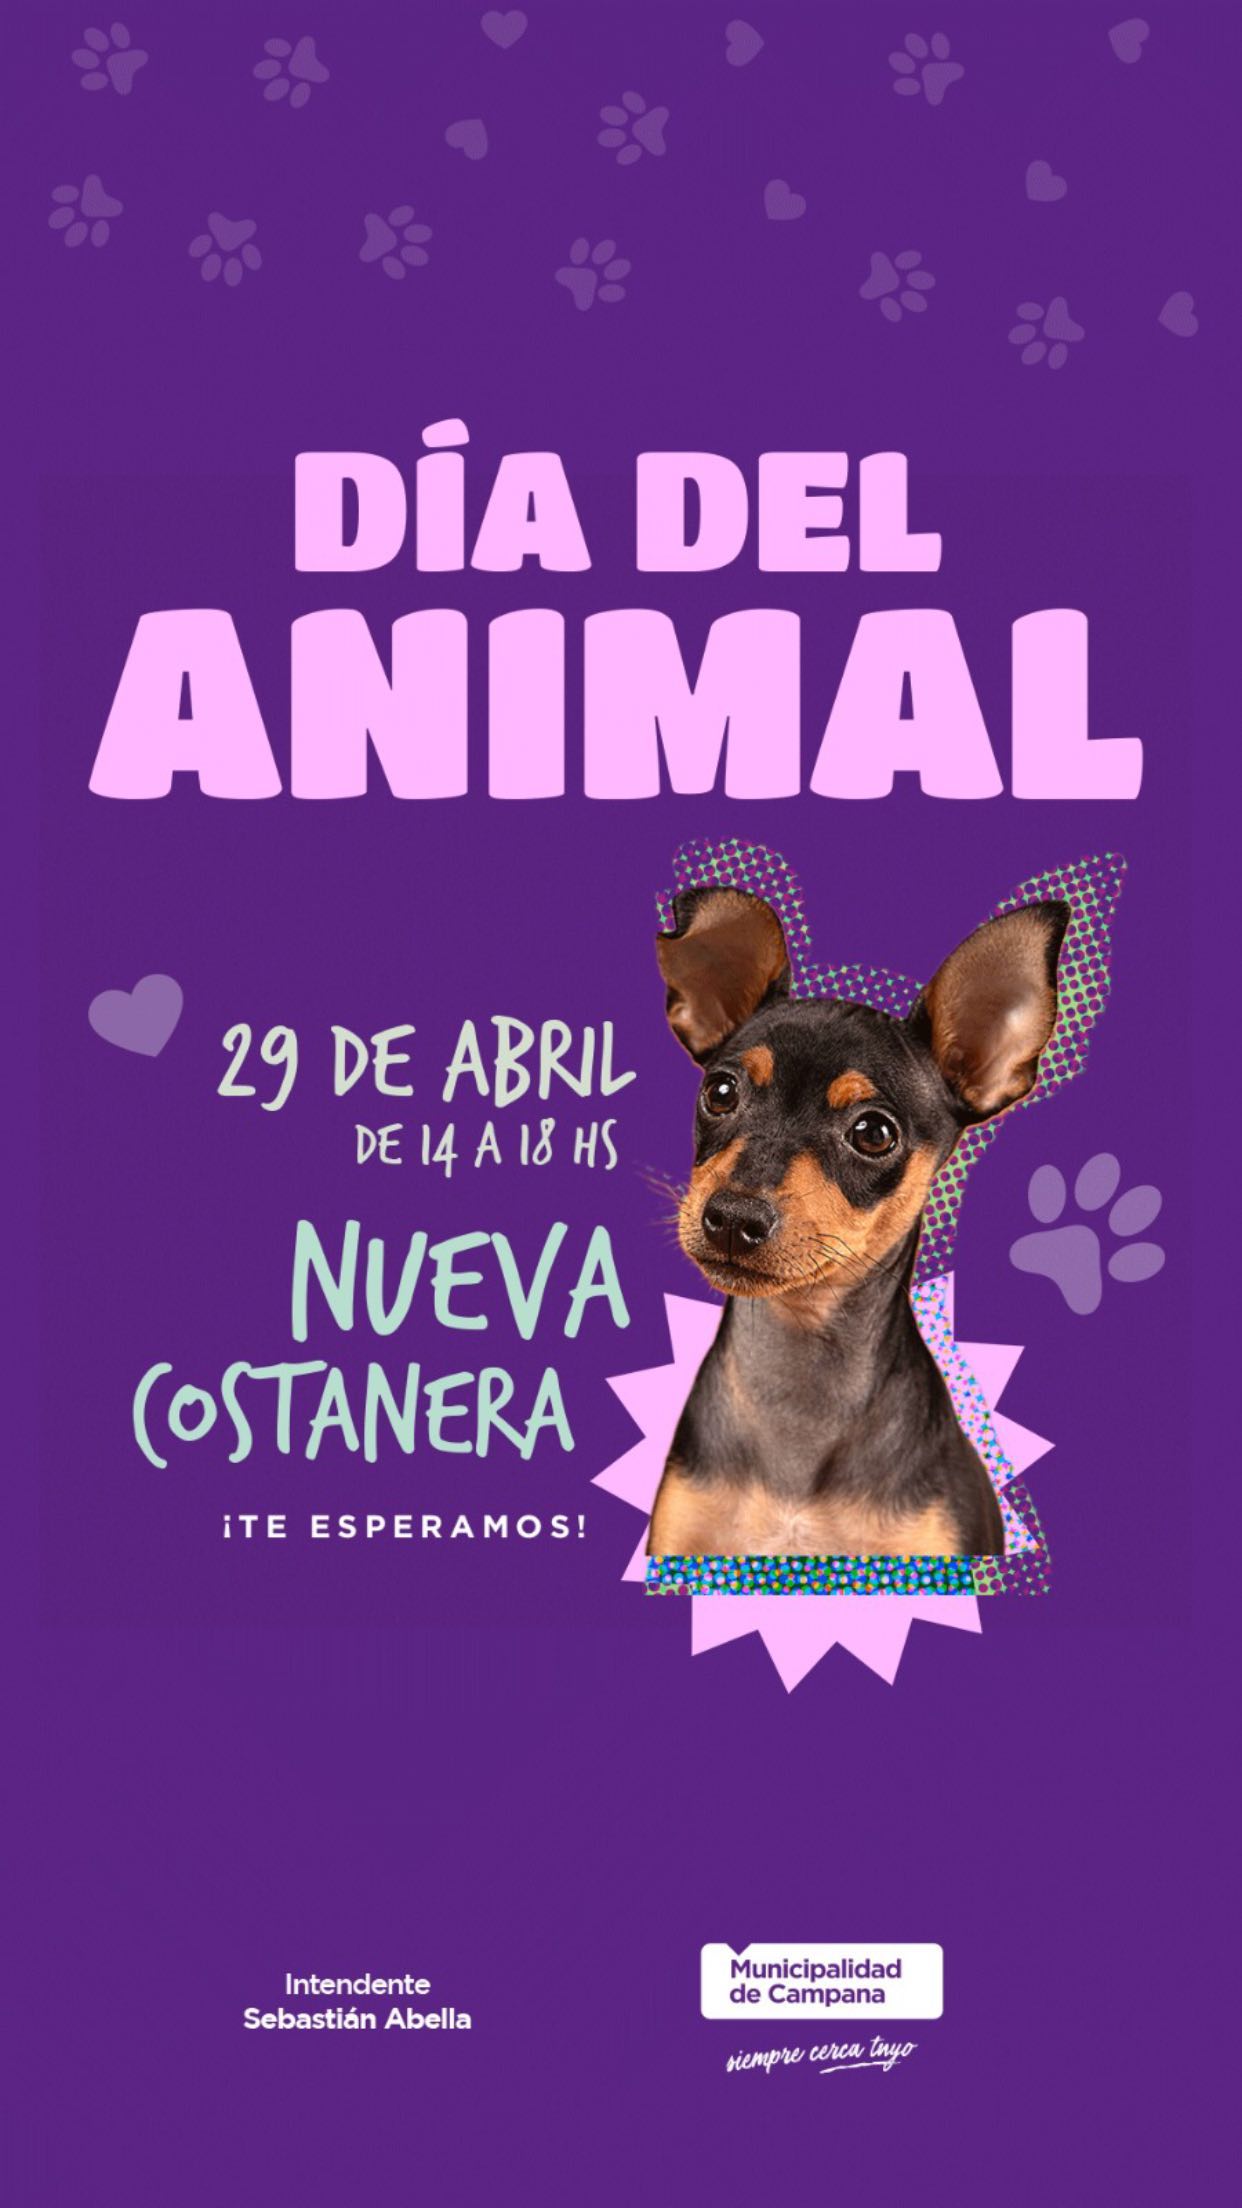 DÍA DEL
ANIMAL
29 DE ABRIL
DE 14 A 18 HS
NUEVA
COSTANERA
¡TE ESPERAMOS!
Intendente
Sebastián Abella
Municipalidad
de Campana
siempre cerca tuyo